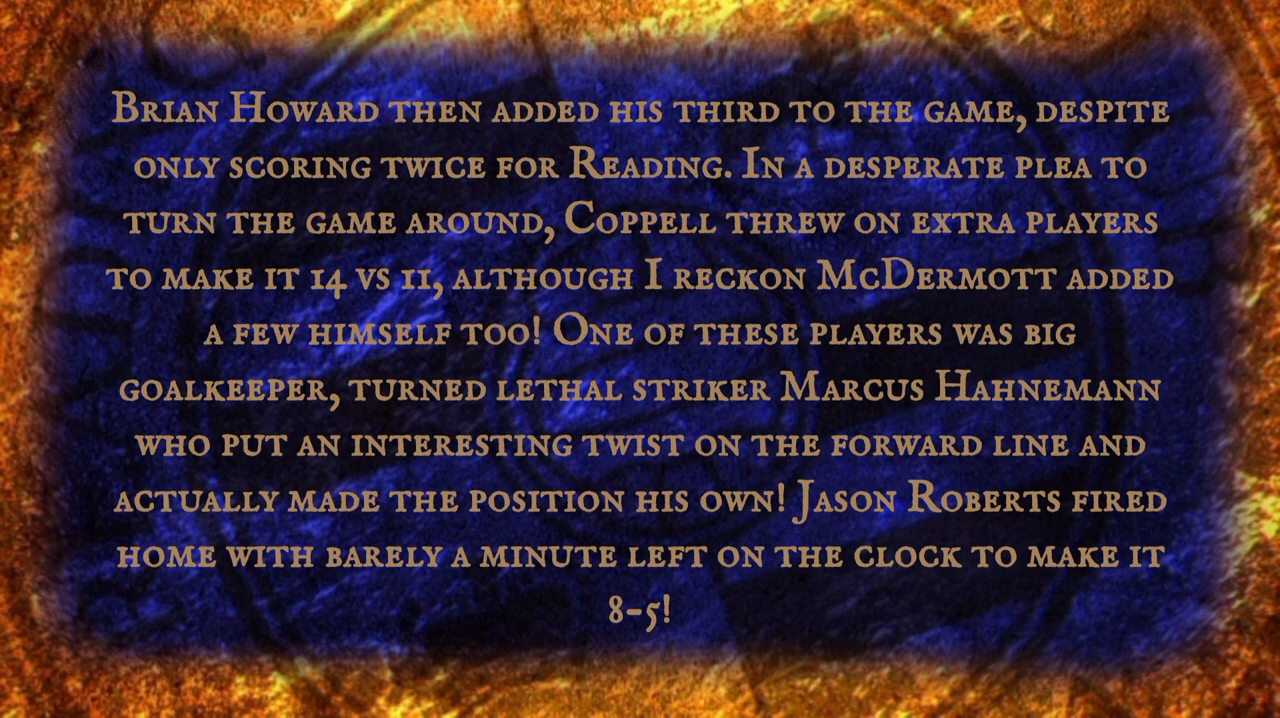 Brian Howard then added his third to the game, despite
only scoring twice for Reading. In a desperate plea to
turn the game around, Coppell threw on extra players
to make it 14 vs 11, although I reckon McDermott added
a few himself too! One of these players was big
goalkeeper, turned lethal striker Marcus Hahnemann
who put an interesting twist on the forward line and
actually made the position his own! Jason Roberts fired
home with barely a minute left on the clock to make it
8-5!